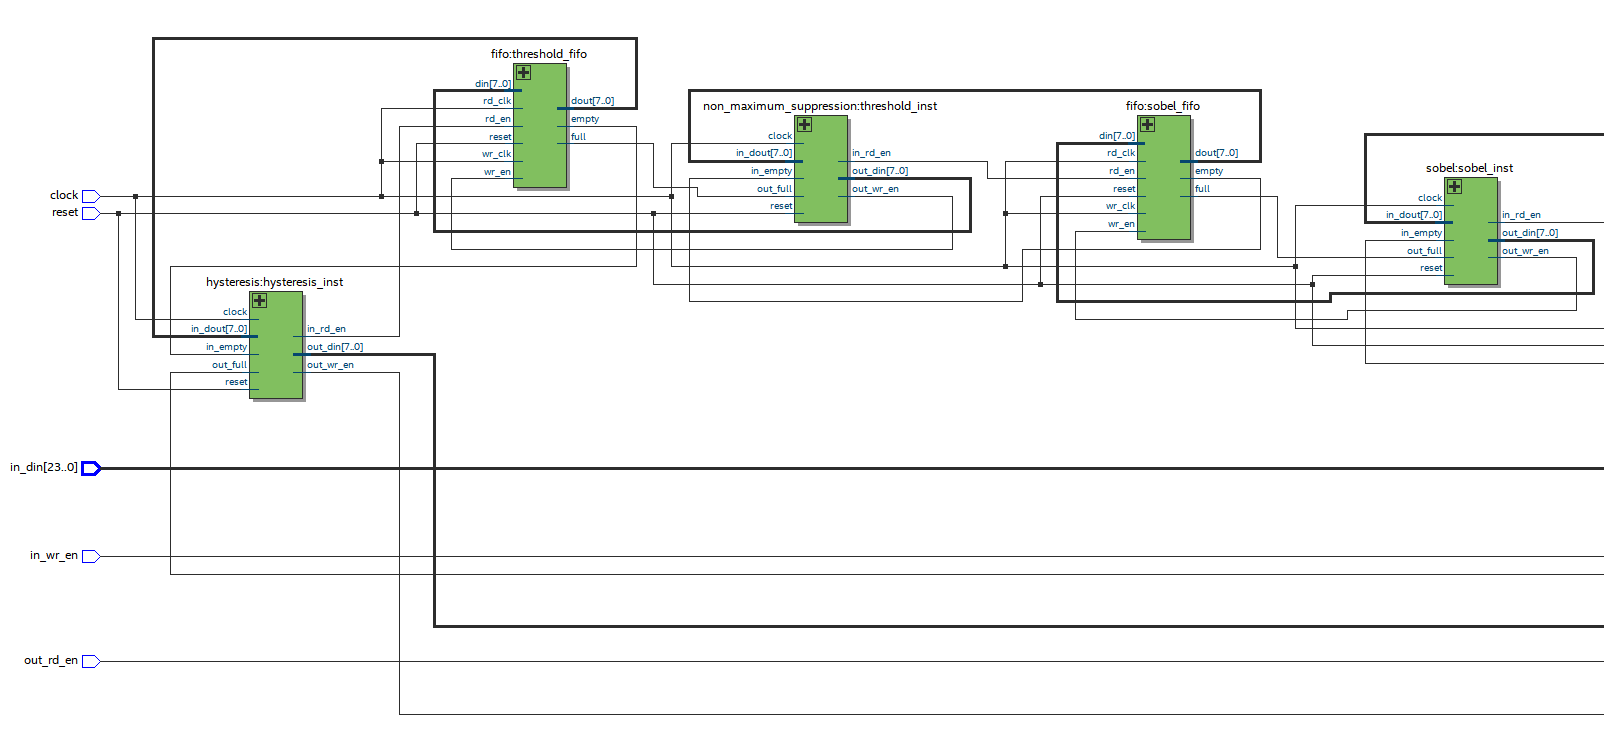 fifo:threshold_fifo
din[7..0]
rd_clk
rd_en
reset
wr_clk
wr_en
dout[7..0]
empty
full
non_maximum_suppression:threshold_inst
clock
in_dout[7..0]
in_empty
out_full
reset
in_rd_en
out_din[7..0]
out_wr_en
fifo:sobel_fifo
din[7..0]
rd_clk
rd_en
reset
wr_clk
wr_en
dout[7..0]
empty
full
sobel:sobel_inst
clock
in_dout[7..0]
in_empty
out_full
reset
in_rd_en
out_din[7..0]
out_wr_en
clock
reset
hysteresis:hysteresis_inst
clock
in_dout[7..0]
in_empty
out_full
reset
in_rd_en
out_din[7..0]
out_wr_en
in_din[23..0]
in_wr_en
out_rd_en